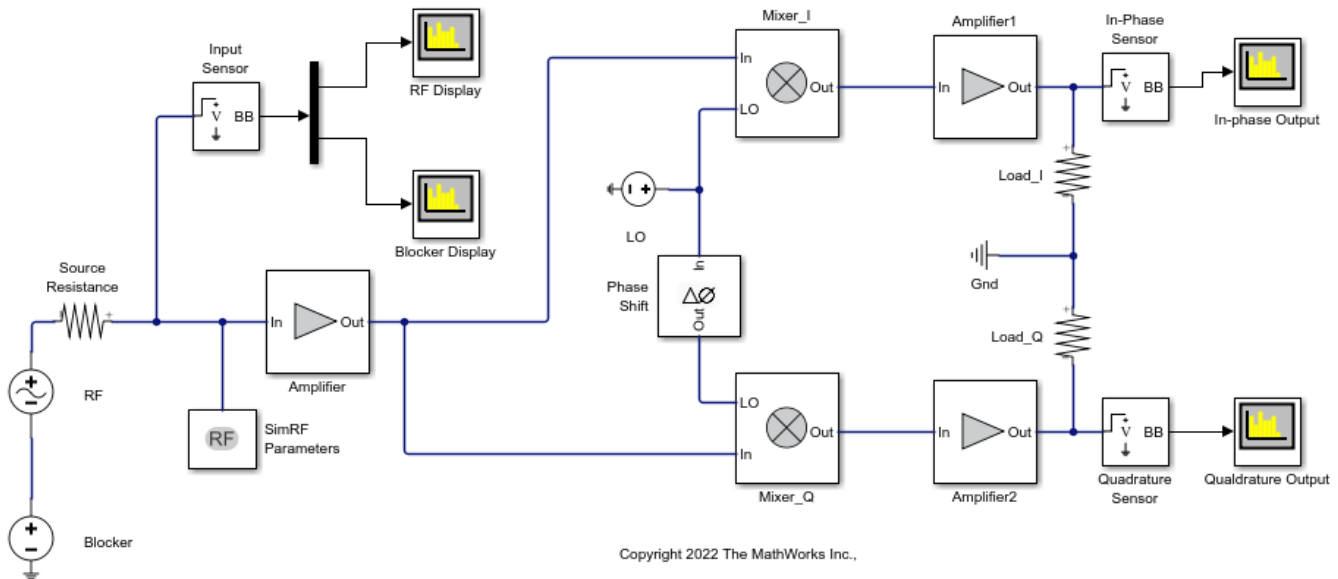 Input
Sensor
V
BB
RF Display
Blocker Display
Source
Resistance
RF
Blocker
In
Out
Amplifier
RF
SimRF
Parameters
Mixer_I
In
LO
Out
LO
Phase
Shift
In
ΔØ
Out
LO
In
Out
Mixer_Q
Amplifier1
In
Out
In-Phase
Sensor
V
BB
In-phase Output
Load_I
Gnd
Load_Q
In
Out
Amplifier2
V
BB
Quadrature
Sensor
Qualdrature Output
Copyright 2022 The MathWorks Inc.,